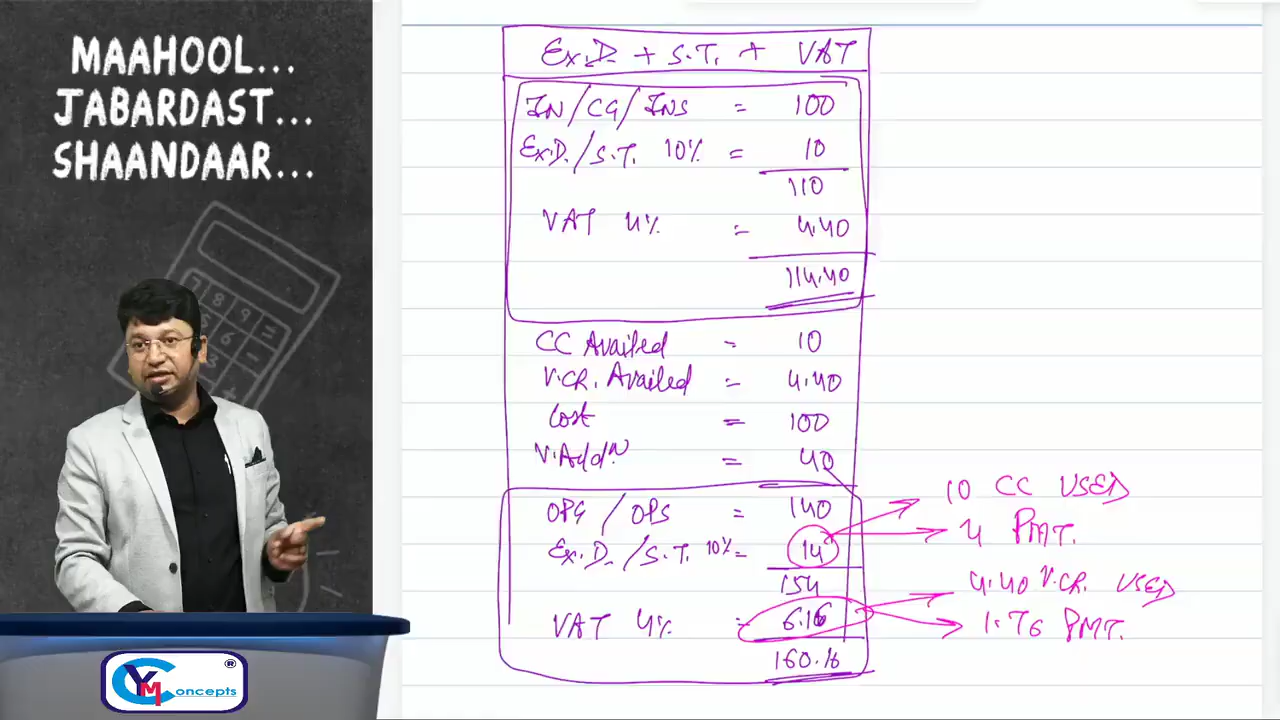 MAAHOOL...
JABARDAST...
SHAANDAAR...
Ex.D. + S.T. + VAT
IN/CG/INS = 100
Ex.D./S.T. 10% = 10
110
VAT 4% = 4.40
114.40
CC Availed = 10
V.CR. Availed = 4.40
Cost = 100
V.Addn = 40
OPG / OPS = 140
Ex.D./S.T. 10% = 14
154
VAT 4% = 6.16
160.16
10 CC USED
4 PMT.
4.40 V.CR. USED
1.76 PMT.
YM Concepts ®
7 8 9